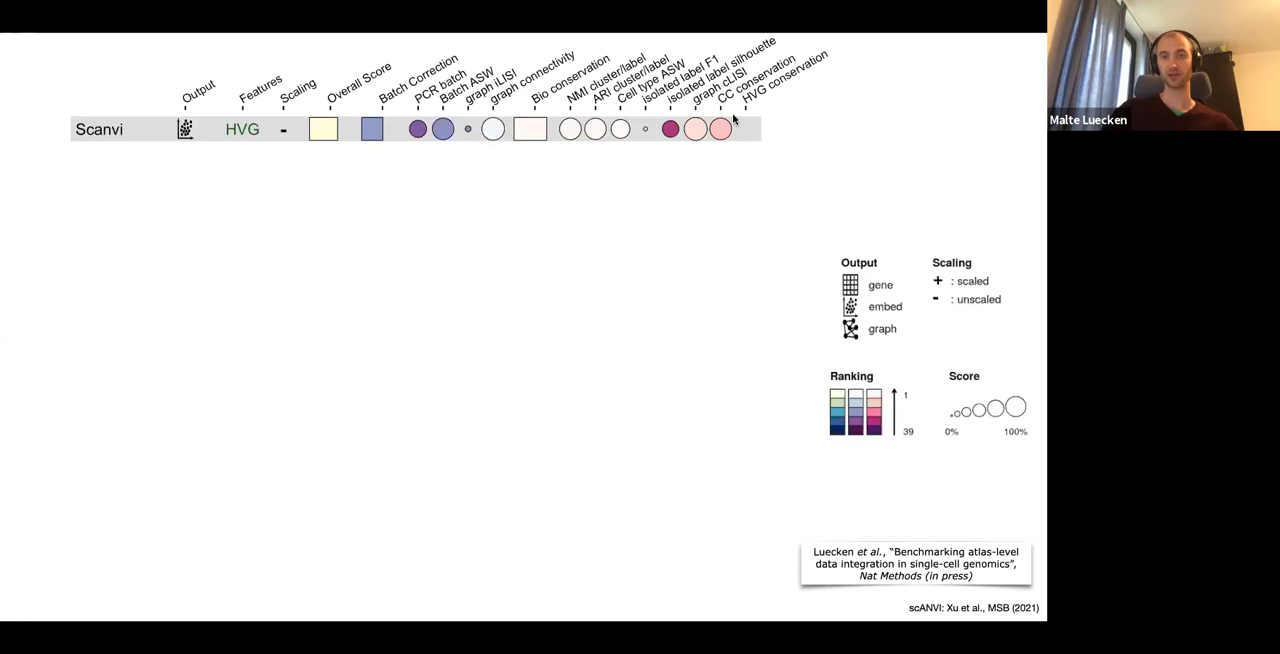 Output
Features
Scaling
Overall Score
Batch Correction
PCR batch
Batch ASW
graph iLISI
graph connectivity
Bio conservation
NMI cluster/label
ARI cluster/label
Cell type ASW
isolated label F1
isolated label silhouette
graph cLISI
CC conservation
HVG conservation
Scanvi HVG -
Malte Luecken
Output
gene
embed
graph
Scaling
+ : scaled
- : unscaled
Ranking
1
39
Score
0% 100%
Luecken et al., “Benchmarking atlas-level
data integration in single-cell genomics”,
Nat Methods (in press)
scANVI: Xu et al., MSB (2021)